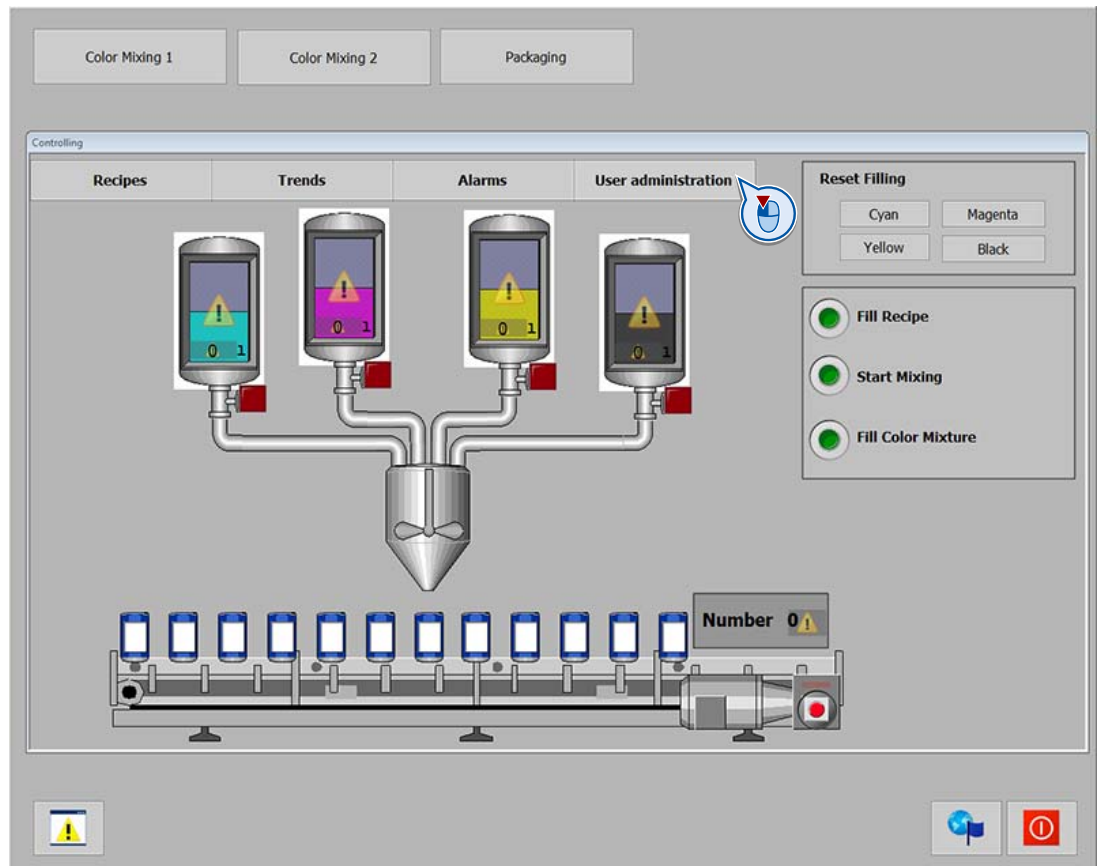 Color Mixing 1
Color Mixing 2
Packaging
Controlling
Recipes
Trends
Alarms
User administration
Reset Filling
Cyan
Magenta
Yellow
Black
0 1
0 1
0 1
0 1
Fill Recipe
Start Mixing
Fill Color Mixture
Number 0